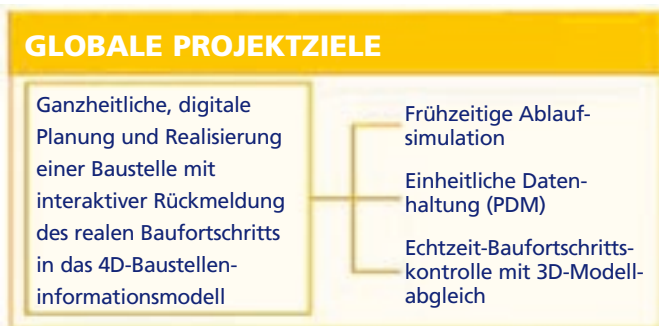 GLOBALE PROJEKTZIELE
Ganzheitliche, digitale
Planung und Realisierung
einer Baustelle mit
interaktiver Rückmeldung
des realen Baufortschritts
in das 4D-Baustellen-
informationsmodell
Frühzeitige Ablauf-
simulation
Einheitliche Daten-
haltung (PDM)
Echtzeit-Baufortschritts-
kontrolle mit 3D-Modell-
abgleich